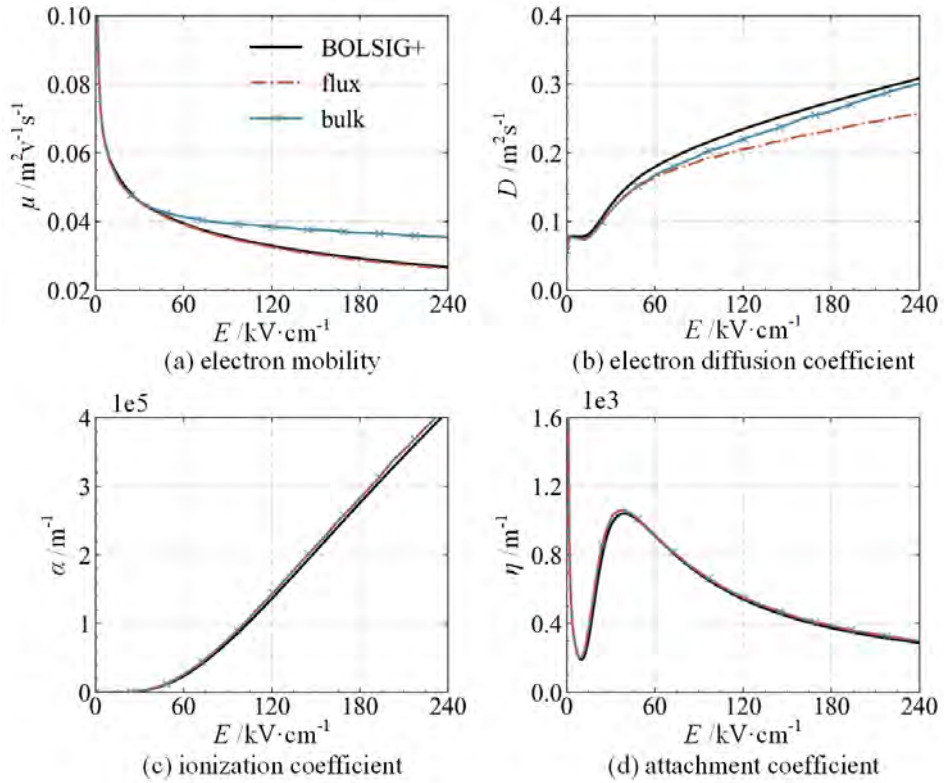 0.10
0.08
0.06
0.04
0.02
μ /m²v⁻¹s⁻¹
BOLSIG+
flux
bulk
0 60 120 180 240
E /kV·cm⁻¹
(a) electron mobility
0.4
0.3
0.2
0.1
0.0
D /m²s⁻¹
0 60 120 180 240
E /kV·cm⁻¹
(b) electron diffusion coefficient
1e5
4
3
2
1
0
α /m⁻¹
0 60 120 180 240
E /kV·cm⁻¹
(c) ionization coefficient
1e3
1.6
1.2
0.8
0.4
0.0
η /m⁻¹
0 60 120 180 240
E /kV·cm⁻¹
(d) attachment coefficient